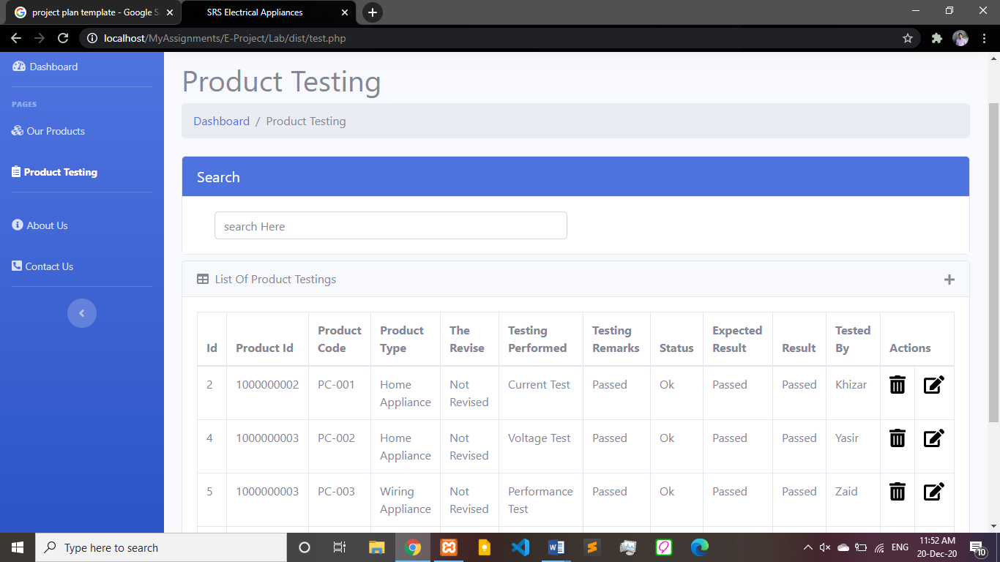 project plan template - Google S
SRS Electrical Appliances
localhost/MyAssignments/E-Project/Lab/dist/test.php
Dashboard
PAGES
Our Products
Product Testing
About Us
Contact Us
Product Testing
Dashboard / Product Testing
Search
search Here
List Of Product Testings
Id Product Id Product Code Product Type The Revise Testing Performed Testing Remarks Status Expected Result Result Tested By Actions
2 1000000002 PC-001 Home Appliance Not Revised Current Test Passed Ok Passed Passed Khizar
4 1000000003 PC-002 Home Appliance Not Revised Voltage Test Passed Ok Passed Passed Yasir
5 1000000003 PC-003 Wiring Appliance Not Revised Performance Test Passed Ok Passed Passed Zaid
Type here to search
ENG
11:52 AM
20-Dec-20
10